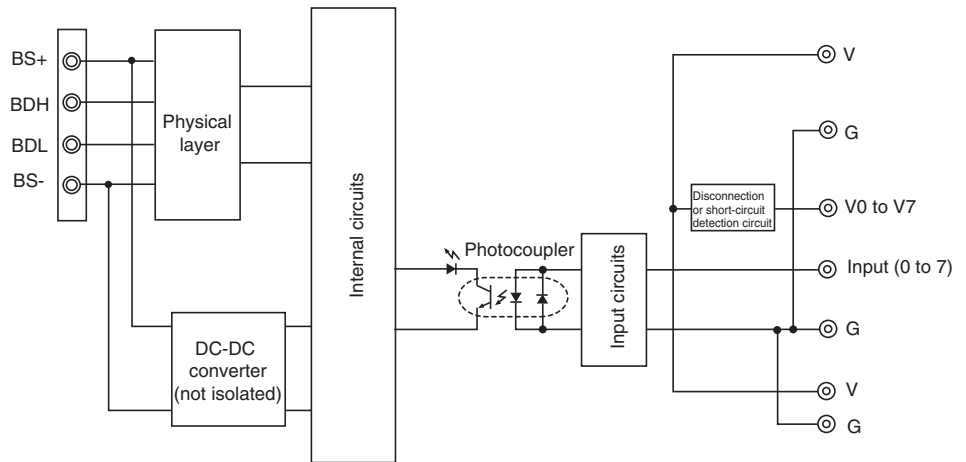 BS+
BDH
BDL
BS-
Physical
layer
DC-DC
converter
(not isolated)
Internal circuits
Photocoupler
Input circuits
Disconnection
or short-circuit
detection circuit
V
G
V0 to V7
Input (0 to 7)
G
V
G